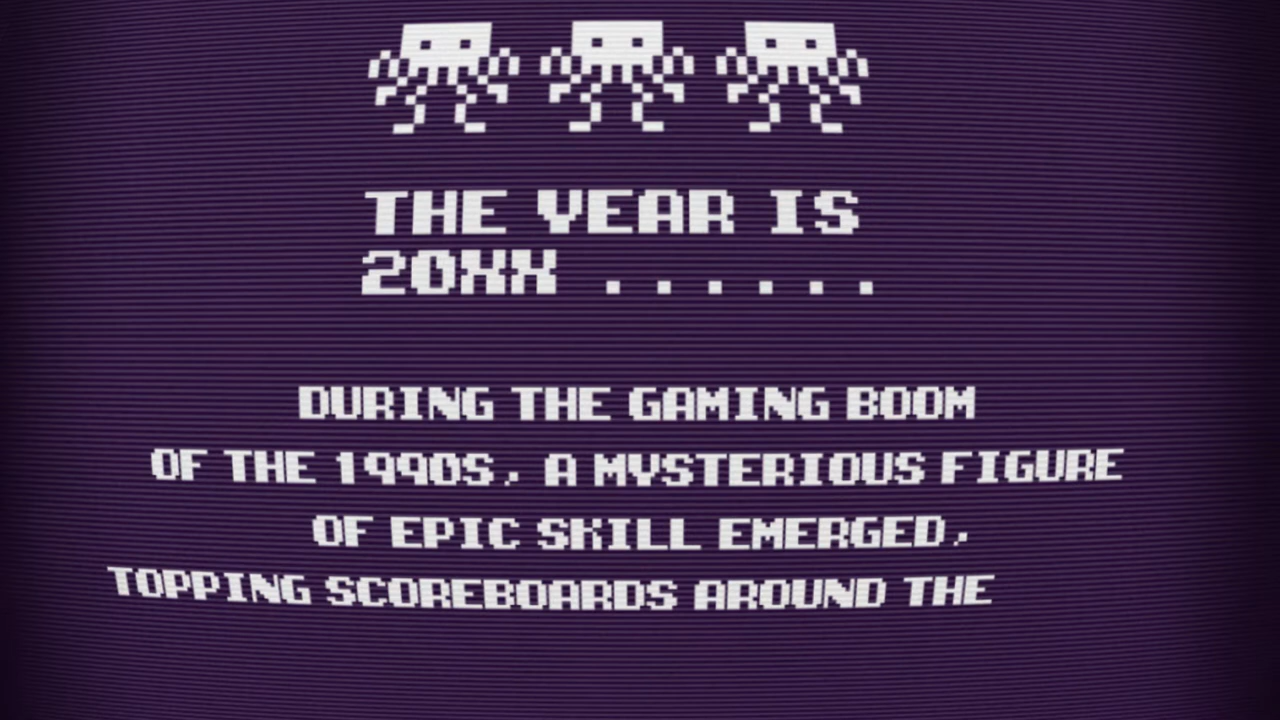 THE YEAR IS
20XX ......
DURING THE GAMING BOOM
OF THE 1990S, A MYSTERIOUS FIGURE
OF EPIC SKILL EMERGED,
TOPPING SCOREBOARDS AROUND THE